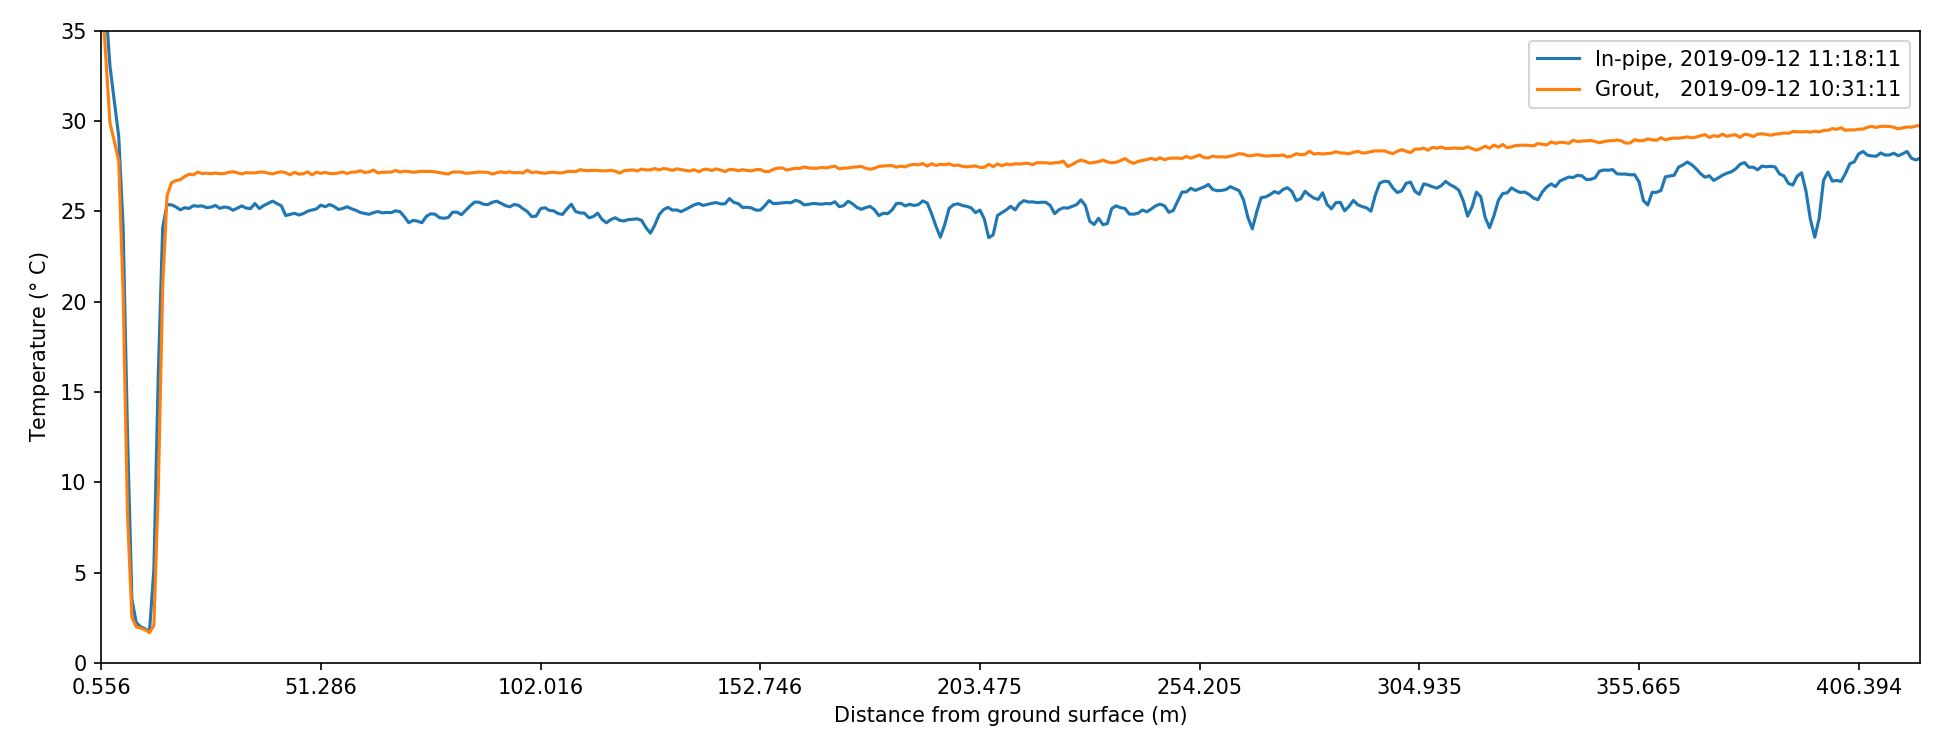 In-pipe, 2019-09-12 11:18:11
Grout, 2019-09-12 10:31:11
Temperature (° C)
35
30
25
20
15
10
5
0
0.556 51.286 102.016 152.746 203.475 254.205 304.935 355.665 406.394
Distance from ground surface (m)